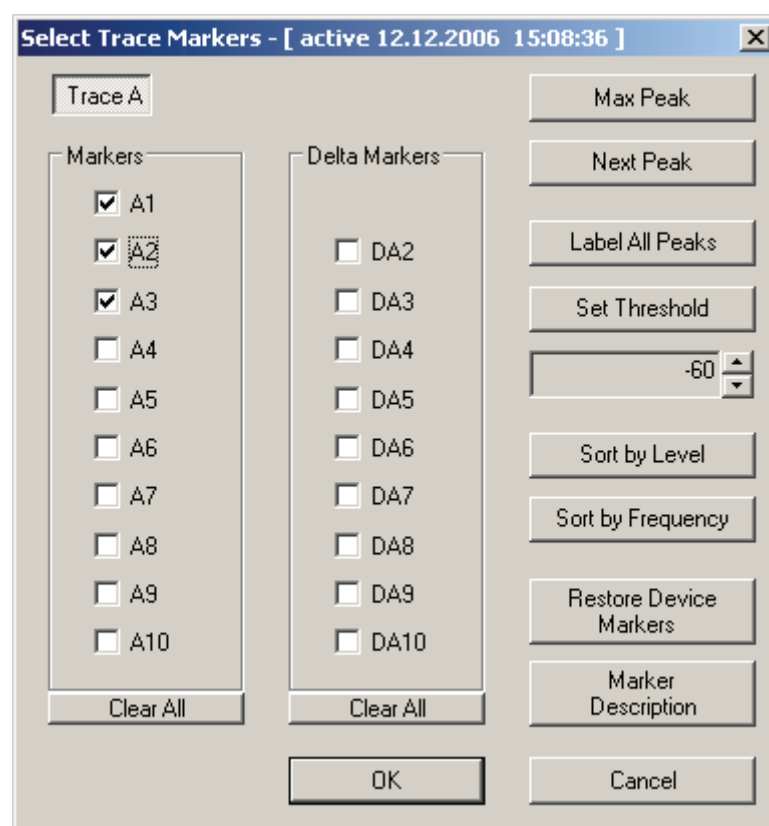 Select Trace Markers - [ active 12.12.2006 15:08:36 ]
Trace A
Markers
A1
A2
A3
A4
A5
A6
A7
A8
A9
A10
Clear All
Delta Markers
DA2
DA3
DA4
DA5
DA6
DA7
DA8
DA9
DA10
Clear All
Max Peak
Next Peak
Label All Peaks
Set Threshold
-60
Sort by Level
Sort by Frequency
Restore Device
Markers
Marker
Description
OK
Cancel